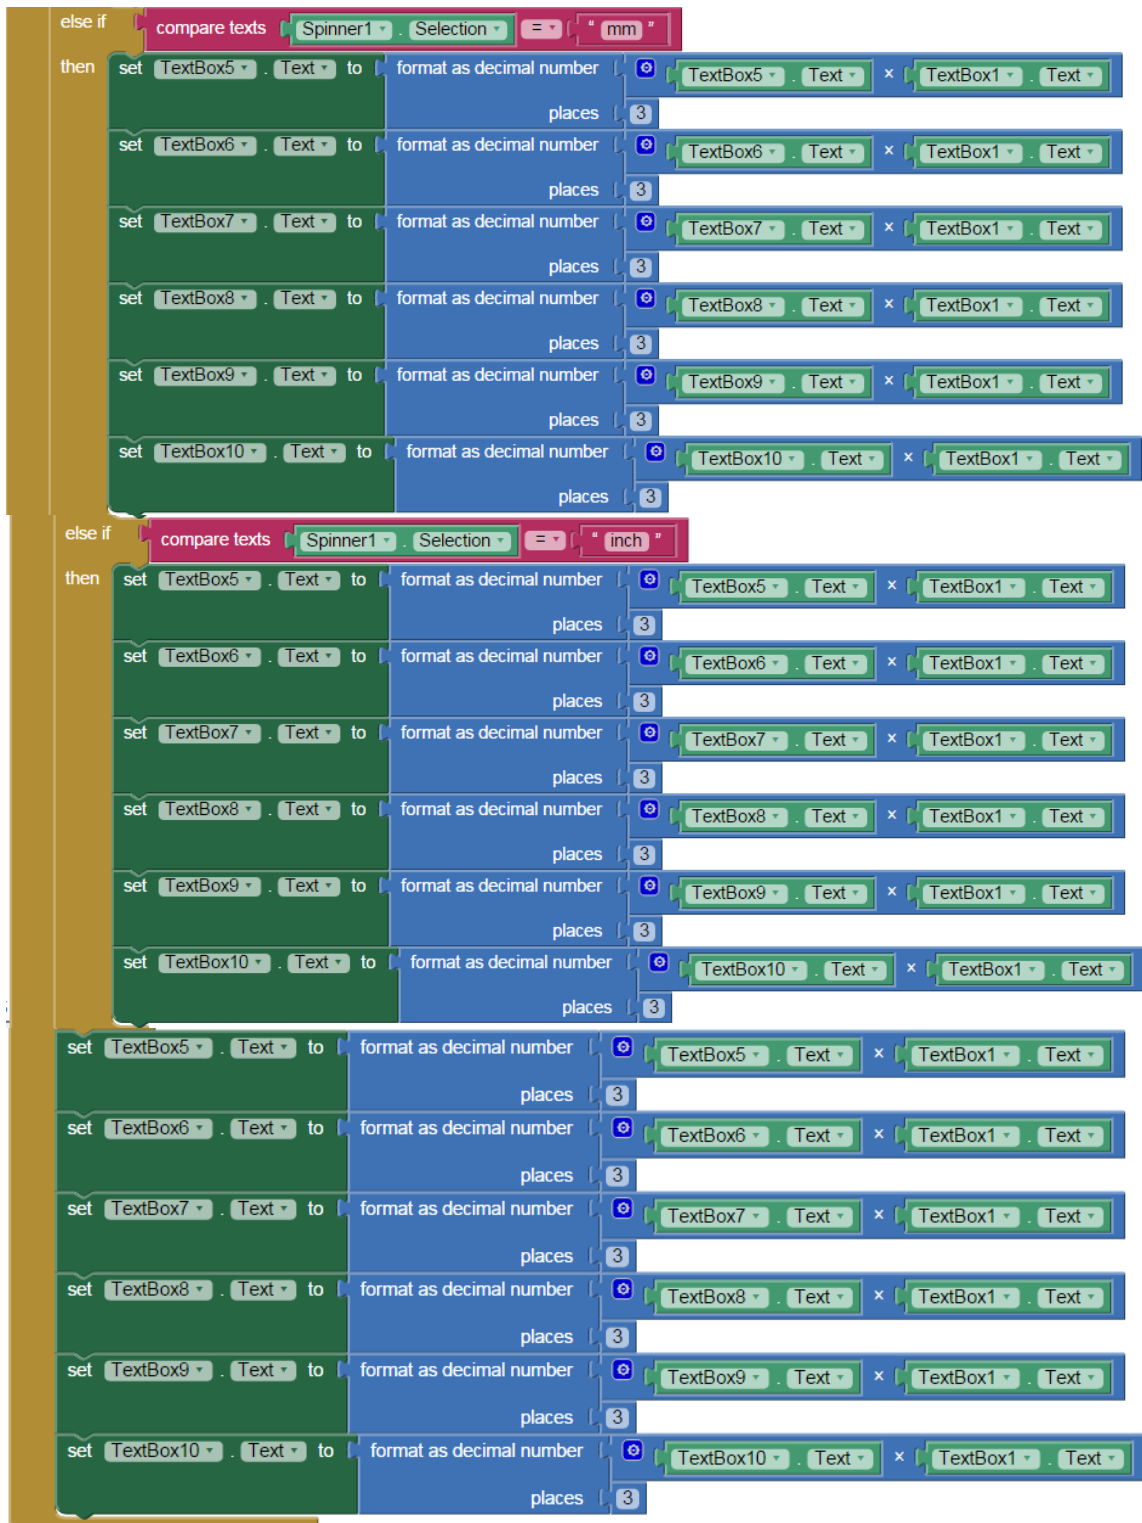 else if compare texts Spinner1 . Selection = " mm "
then set TextBox5 . Text to format as decimal number TextBox5 . Text × TextBox1 . Text
places 3
set TextBox6 . Text to format as decimal number TextBox6 . Text × TextBox1 . Text
places 3
set TextBox7 . Text to format as decimal number TextBox7 . Text × TextBox1 . Text
places 3
set TextBox8 . Text to format as decimal number TextBox8 . Text × TextBox1 . Text
places 3
set TextBox9 . Text to format as decimal number TextBox9 . Text × TextBox1 . Text
places 3
set TextBox10 . Text to format as decimal number TextBox10 . Text × TextBox1 . Text
places 3
else if compare texts Spinner1 . Selection = " inch "
then set TextBox5 . Text to format as decimal number TextBox5 . Text × TextBox1 . Text
places 3
set TextBox6 . Text to format as decimal number TextBox6 . Text × TextBox1 . Text
places 3
set TextBox7 . Text to format as decimal number TextBox7 . Text × TextBox1 . Text
places 3
set TextBox8 . Text to format as decimal number TextBox8 . Text × TextBox1 . Text
places 3
set TextBox9 . Text to format as decimal number TextBox9 . Text × TextBox1 . Text
places 3
set TextBox10 . Text to format as decimal number TextBox10 . Text × TextBox1 . Text
places 3
set TextBox5 . Text to format as decimal number TextBox5 . Text × TextBox1 . Text
places 3
set TextBox6 . Text to format as decimal number TextBox6 . Text × TextBox1 . Text
places 3
set TextBox7 . Text to format as decimal number TextBox7 . Text × TextBox1 . Text
places 3
set TextBox8 . Text to format as decimal number TextBox8 . Text × TextBox1 . Text
places 3
set TextBox9 . Text to format as decimal number TextBox9 . Text × TextBox1 . Text
places 3
set TextBox10 . Text to format as decimal number TextBox10 . Text × TextBox1 . Text
places 3